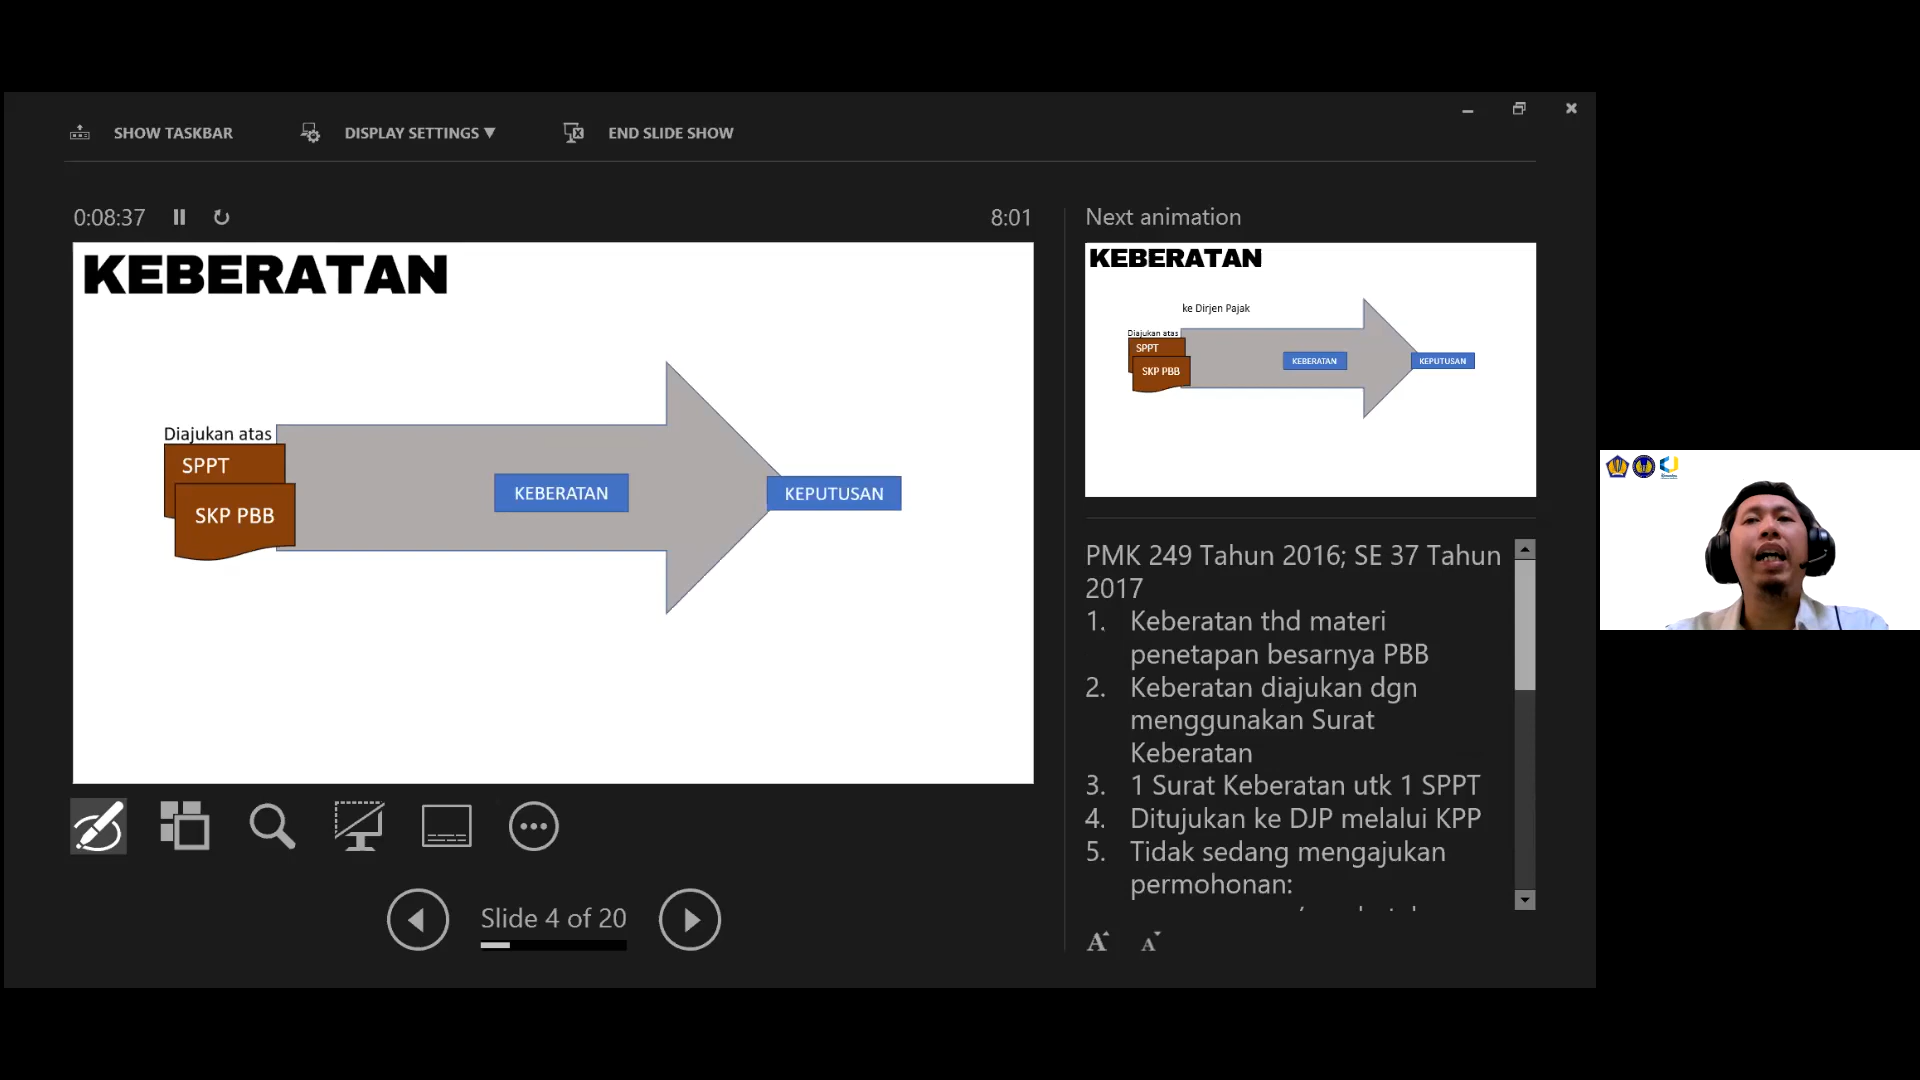 SHOW TASKBAR
DISPLAY SETTINGS ▼
END SLIDE SHOW
0:08:37
8:01
KEBERATAN
Diajukan atas
SPPT
SKP PBB
KEBERATAN
KEPUTUSAN
Slide 4 of 20
Next animation
KEBERATAN
ke Dirjen Pajak
Diajukan atas
SPPT
SKP PBB
KEBERATAN
KEPUTUSAN
PMK 249 Tahun 2016; SE 37 Tahun
2017
1. Keberatan thd materi
penetapan besarnya PBB
2. Keberatan diajukan dgn
menggunakan Surat
Keberatan
3. 1 Surat Keberatan utk 1 SPPT
4. Ditujukan ke DJP melalui KPP
5. Tidak sedang mengajukan
permohonan:
A
A